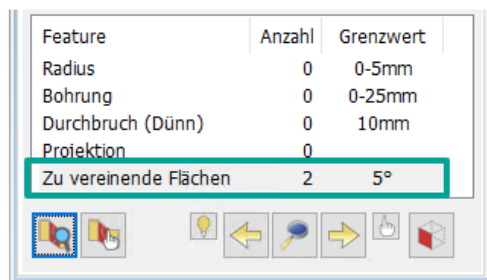 Feature Anzahl Grenzwert
Radius 0 0-5mm
Bohrung 0 0-25mm
Durchbruch (Dünn) 0 10mm
Projektion 0
Zu vereinende Flächen 2 5°